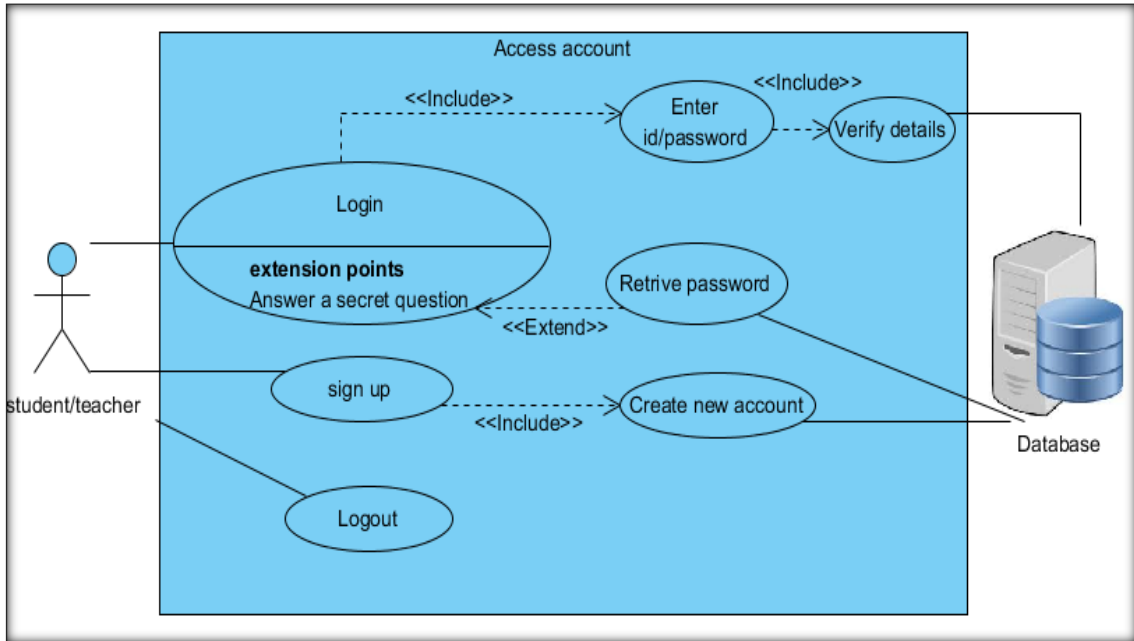 Access account
<<Include>>
<<Include>>
Enter
id/password
Verify details
Login
extension points
Answer a secret question
Retrive password
<<Extend>>
sign up
Create new account
<<Include>>
student/teacher
Database
Logout